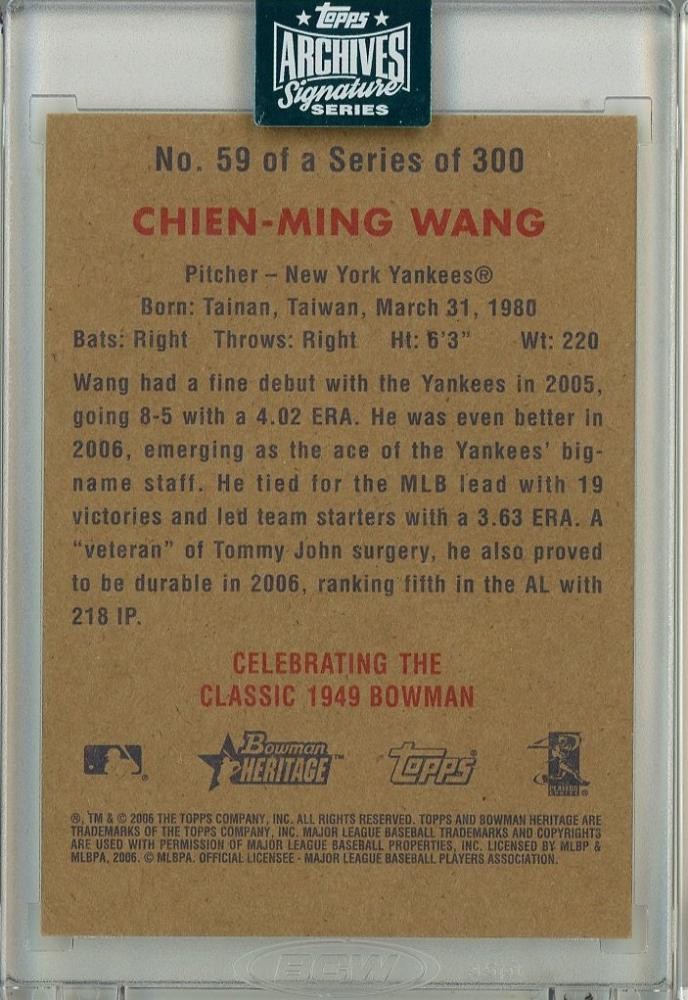 Topps
ARCHIVES
Signature
SERIES
No. 59 of a Series of 300
CHIEN-MING WANG
Pitcher – New York Yankees®
Born: Tainan, Taiwan, March 31, 1980
Bats: Right Throws: Right Ht: 6'3" Wt: 220
Wang had a fine debut with the Yankees in 2005,
going 8-5 with a 4.02 ERA. He was even better in
2006, emerging as the ace of the Yankees' big-
name staff. He tied for the MLB lead with 19
victories and led team starters with a 3.63 ERA. A
“veteran” of Tommy John surgery, he also proved
to be durable in 2006, ranking fifth in the AL with
218 IP.
CELEBRATING THE
CLASSIC 1949 BOWMAN
Bowman HERITAGE™ Topps®
®, TM & © 2006 THE TOPPS COMPANY, INC. ALL RIGHTS RESERVED. TOPPS AND BOWMAN HERITAGE ARE
TRADEMARKS OF THE TOPPS COMPANY, INC. MAJOR LEAGUE BASEBALL TRADEMARKS AND COPYRIGHTS
ARE USED WITH PERMISSION OF MAJOR LEAGUE BASEBALL PROPERTIES, INC. LICENSED BY MLBP &
MLBPA, 2006. © MLBPA. OFFICIAL LICENSEE - MAJOR LEAGUE BASEBALL PLAYERS ASSOCIATION.
BCW